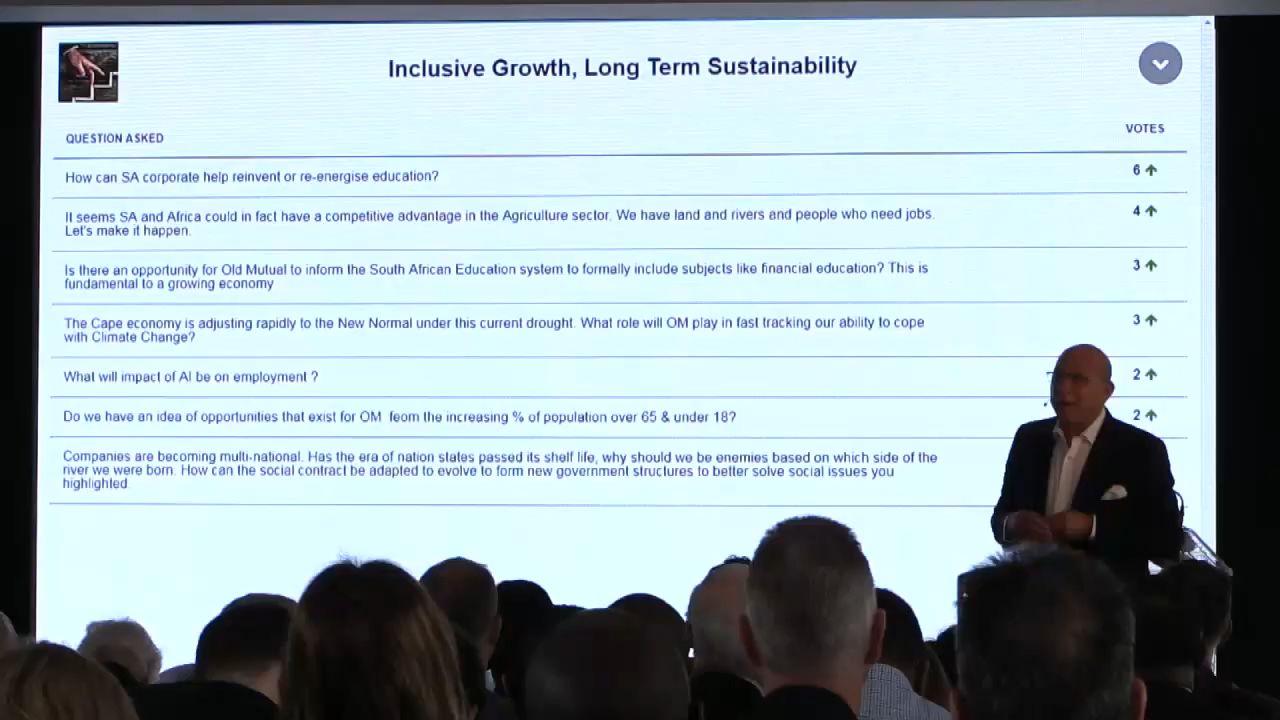 Inclusive Growth, Long Term Sustainability
QUESTION ASKED
VOTES
How can SA corporate help reinvent or re-energise education?
6
It seems SA and Africa could in fact have a competitive advantage in the Agriculture sector. We have land and rivers and people who need jobs.
Let's make it happen.
4
Is there an opportunity for Old Mutual to inform the South African Education system to formally include subjects like financial education? This is
fundamental to a growing economy
3
The Cape economy is adjusting rapidly to the New Normal under this current drought. What role will OM play in fast tracking our ability to cope
with Climate Change?
3
What will impact of AI be on employment ?
2
Do we have an idea of opportunities that exist for OM feom the increasing % of population over 65 & under 18?
2
Companies are becoming multi-national. Has the era of nation states passed its shelf life, why should we be enemies based on which side of the
river we were born. How can the social contract be adapted to evolve to form new government structures to better solve social issues you
highlighted.